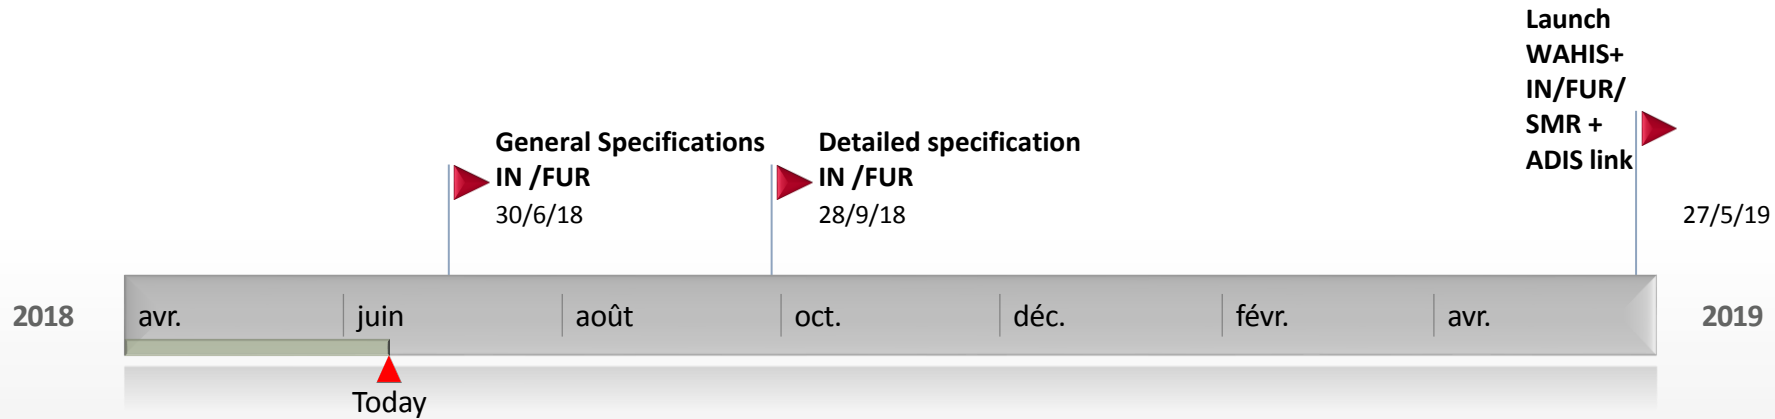 Launch
WAHIS+
IN/FUR/
SMR +
ADIS link
General Specifications
IN /FUR
30/6/18
Detailed specification
IN /FUR
28/9/18
27/5/19
2018
avr.
juin
août
oct.
déc.
févr.
avr.
2019
Today